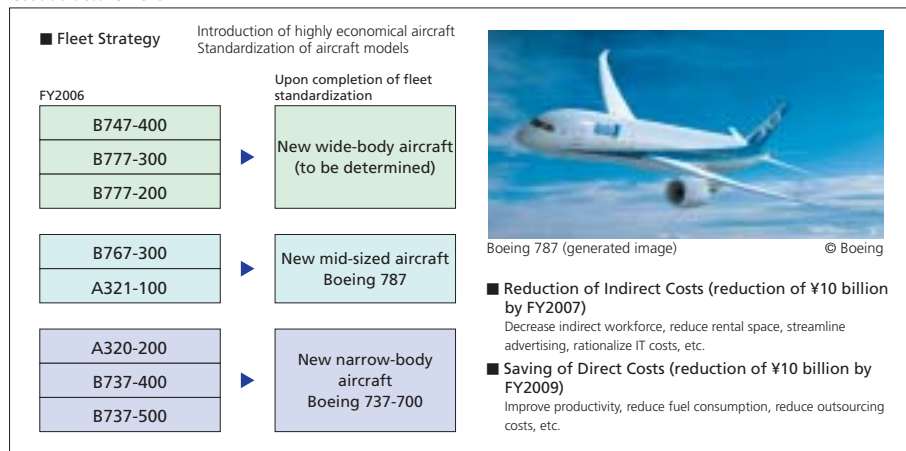 ■ Fleet Strategy
Introduction of highly economical aircraft
Standardization of aircraft models
FY2006
Upon completion of fleet
standardization
B747-400
B777-300
B777-200
New wide-body aircraft
(to be determined)
B767-300
A321-100
New mid-sized aircraft
Boeing 787
A320-200
B737-400
B737-500
New narrow-body
aircraft
Boeing 737-700
Boeing 787 (generated image) © Boeing
■ Reduction of Indirect Costs (reduction of ¥10 billion
by FY2007)
Decrease indirect workforce, reduce rental space, streamline
advertising, rationalize IT costs, etc.
■ Saving of Direct Costs (reduction of ¥10 billion by
FY2009)
Improve productivity, reduce fuel consumption, reduce outsourcing
costs, etc.